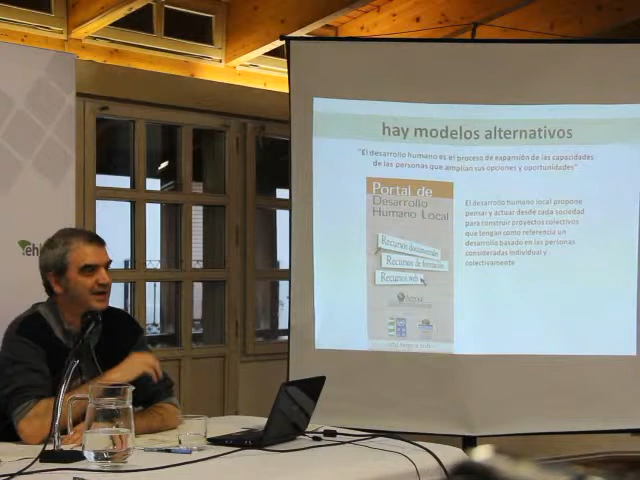 hay modelos alternativos
"El desarrollo humano es el proceso de expansión de las capacidades
de las personas que amplían sus opciones y oportunidades"
Portal de
Desarrollo
Humano Local
Recursos documentales
Recursos de formación
Recursos web
El desarrollo humano local propone
pensar y actuar desde cada sociedad
para construir proyectos colectivos
que tengan como referencia un
desarrollo basado en las personas
consideradas individual y
colectivamente
.ehu